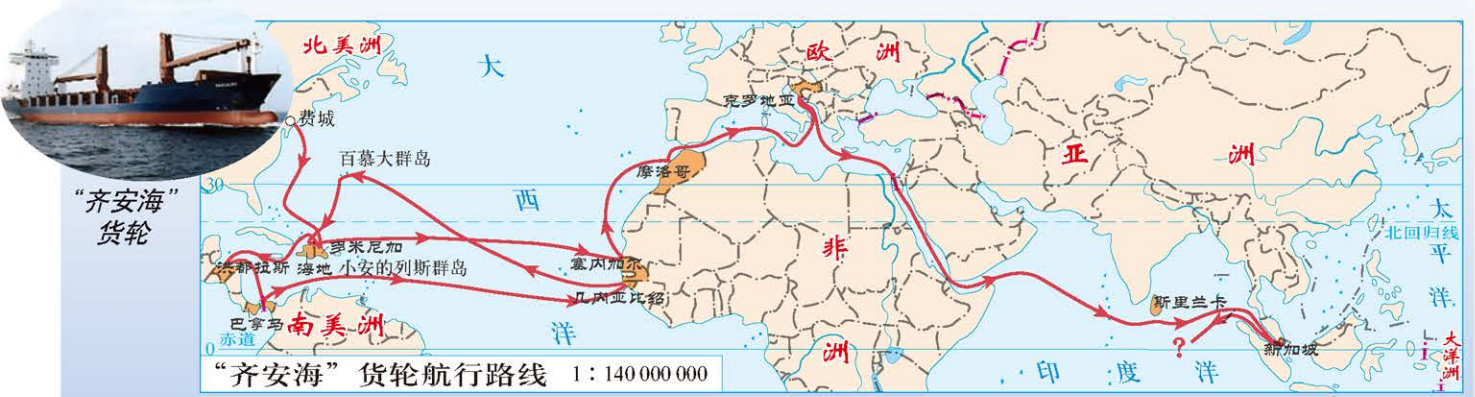 北美洲
大
欧洲
费城
克罗地亚
百慕大群岛
亚洲
摩洛哥
“齐安海”
货轮
30
西
太
北回归线
平
洋
多米尼加
非
塞内加尔
洪都拉斯
海地
小安的列斯群岛
几内亚比绍
斯里兰卡
巴拿马
南美洲
赤道
洋
洲
?
新加坡
大洋洲
0
印度洋
“齐安海”货轮航行路线 1:140 000 000